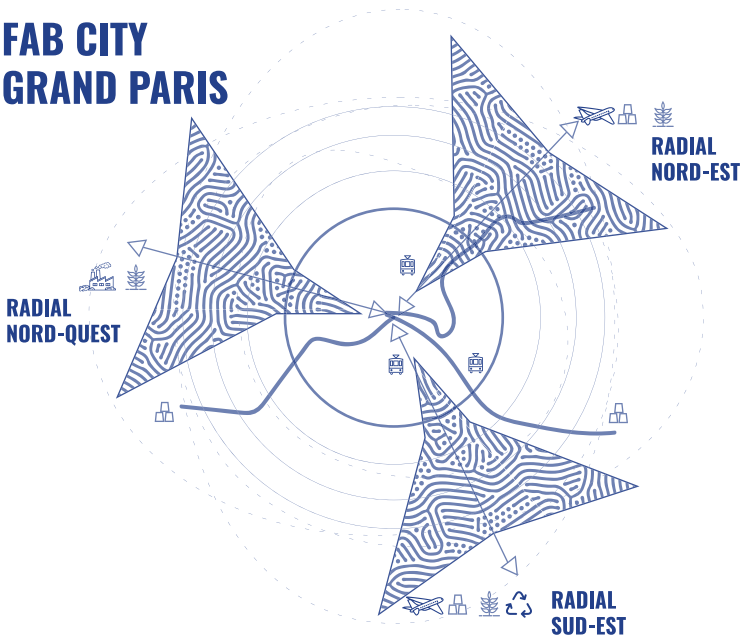 FAB CITY
GRAND PARIS
RADIAL
NORD-EST
RADIAL
NORD-QUEST
RADIAL
SUD-EST